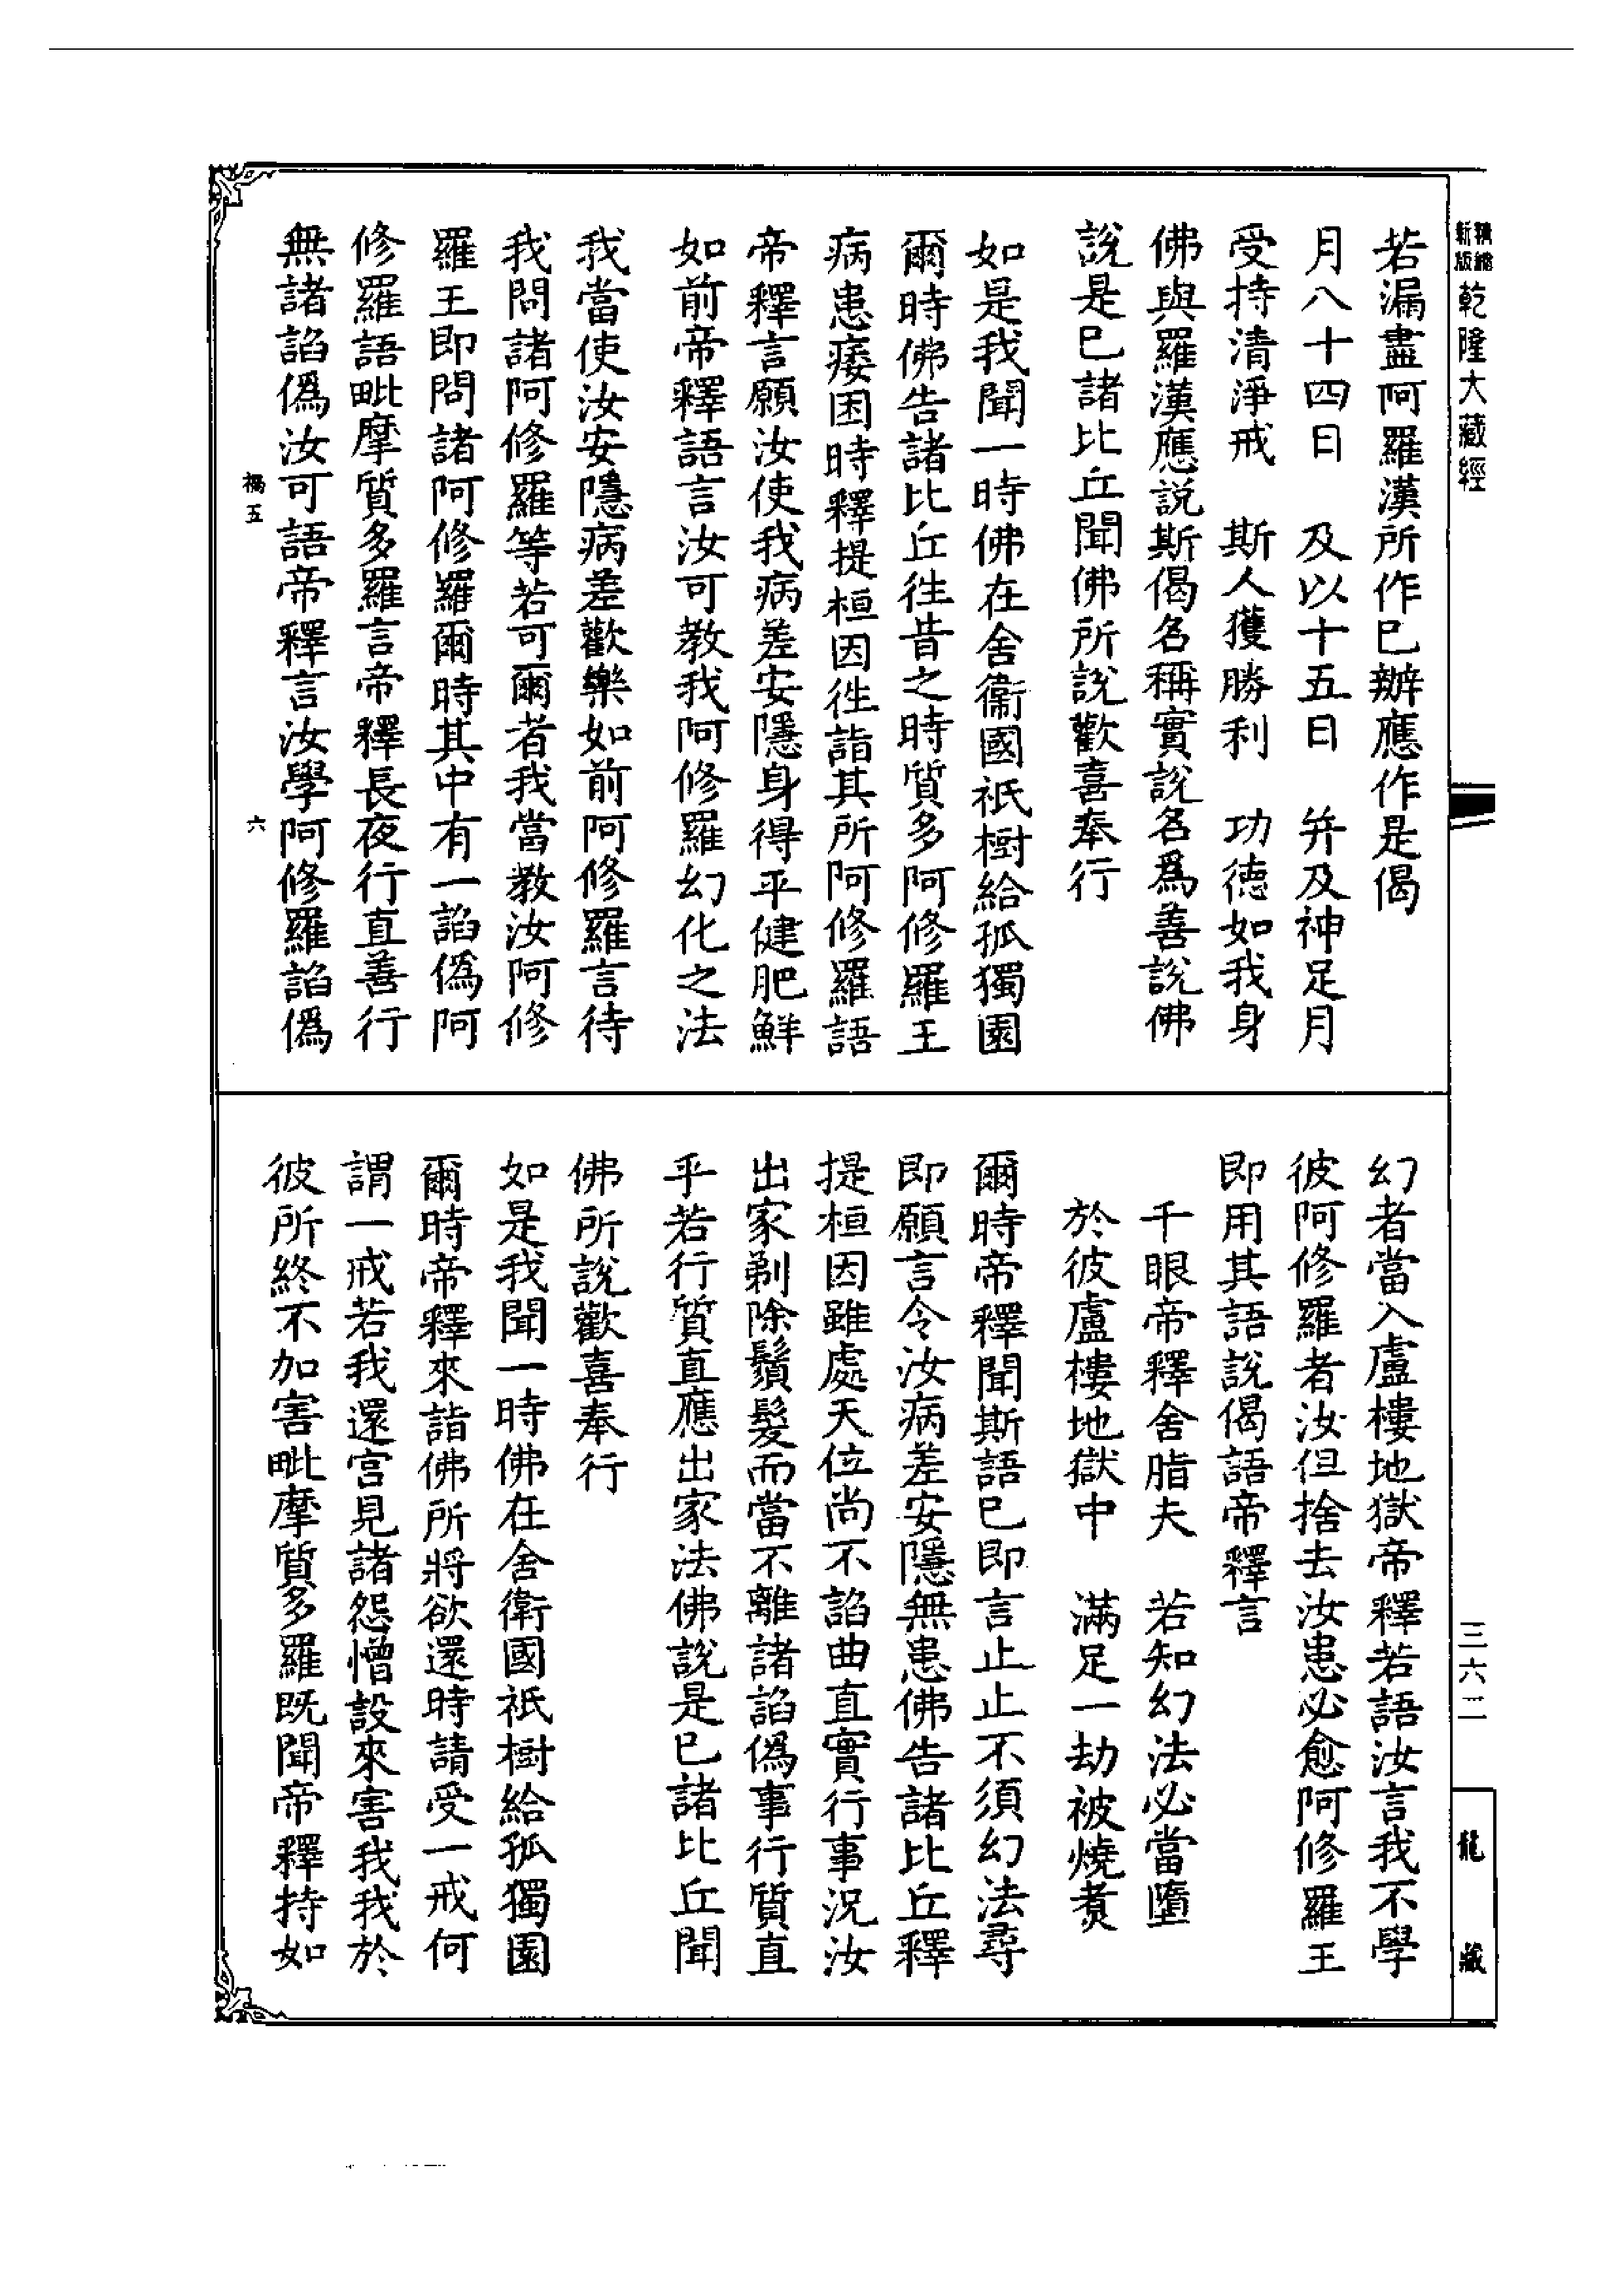 精縮新版乾隆大藏經
若漏盡阿羅漢所作已辦應作是偈
月八十四日　及以十五日　并及神足月
受持清淨戒　斯人獲勝利　功德如我身
佛與羅漢應說斯偈名稱實說名爲善說佛
說是已諸比丘聞佛所說歡喜奉行
如是我聞一時佛在舍衞國祇樹給孤獨園
爾時佛告諸比丘往昔之時質多阿修羅王
病患痿困時釋提桓因往詣其所阿修羅語
帝釋言願汝使我病差安隱身得平健肥鮮
如前帝釋語言汝可教我阿修羅幻化之法
我當使汝安隱病差歡樂如前阿修羅言待
我問諸阿修羅等若可爾者我當教汝阿修
羅王即問諸阿修羅爾時其中有一諂偽阿
修羅語毗摩質多羅言帝釋長夜行直善行
無諸諂偽汝可語帝釋言汝學阿修羅諂偽
福五
六
幻者當入盧樓地獄帝釋若語汝言我不學
彼阿修羅者汝但捨去汝患必愈阿修羅王
即用其語說偈語帝釋言
千眼帝釋舍脂夫　若知幻法必當墮
於彼盧樓地獄中　滿足一劫被燒煑
爾時帝釋聞斯語已即言止止不須幻法尋
即願言令汝病差安隱無患佛告諸比丘釋
提桓因雖處天位尚不諂曲直實行事況汝
出家剃除鬚髮而當不離諸諂偽事行質直
乎若行質直應出家法佛說是已諸比丘聞
佛所說歡喜奉行
如是我聞一時佛在舍衛國祇樹給孤獨園
爾時帝釋來詣佛所將欲還時請受一戒何
謂一戒若我還宮見諸怨憎設來害我我於
彼所終不加害毗摩質多羅既聞帝釋持如
三六二
龍藏